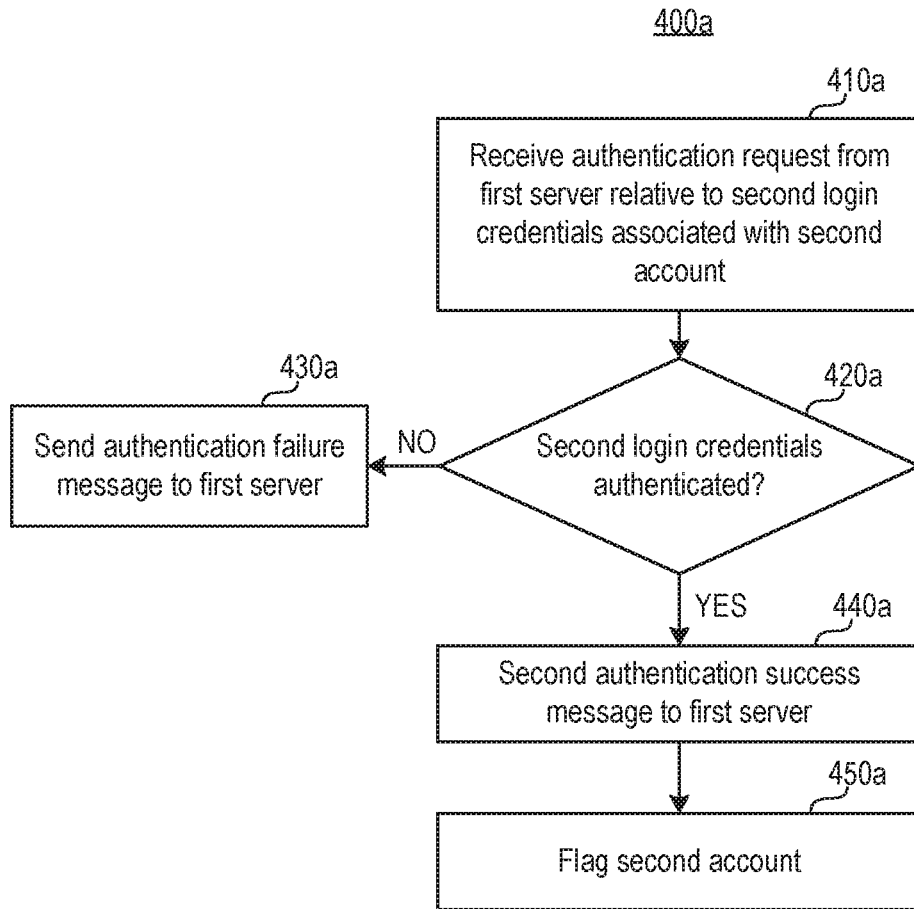 400a
410a
Receive authentication request from
first server relative to second login
credentials associated with second
account
420a
Second login credentials
authenticated?
430a
NO
Send authentication failure
message to first server
YES
440a
Second authentication success
message to first server
450a
Flag second account